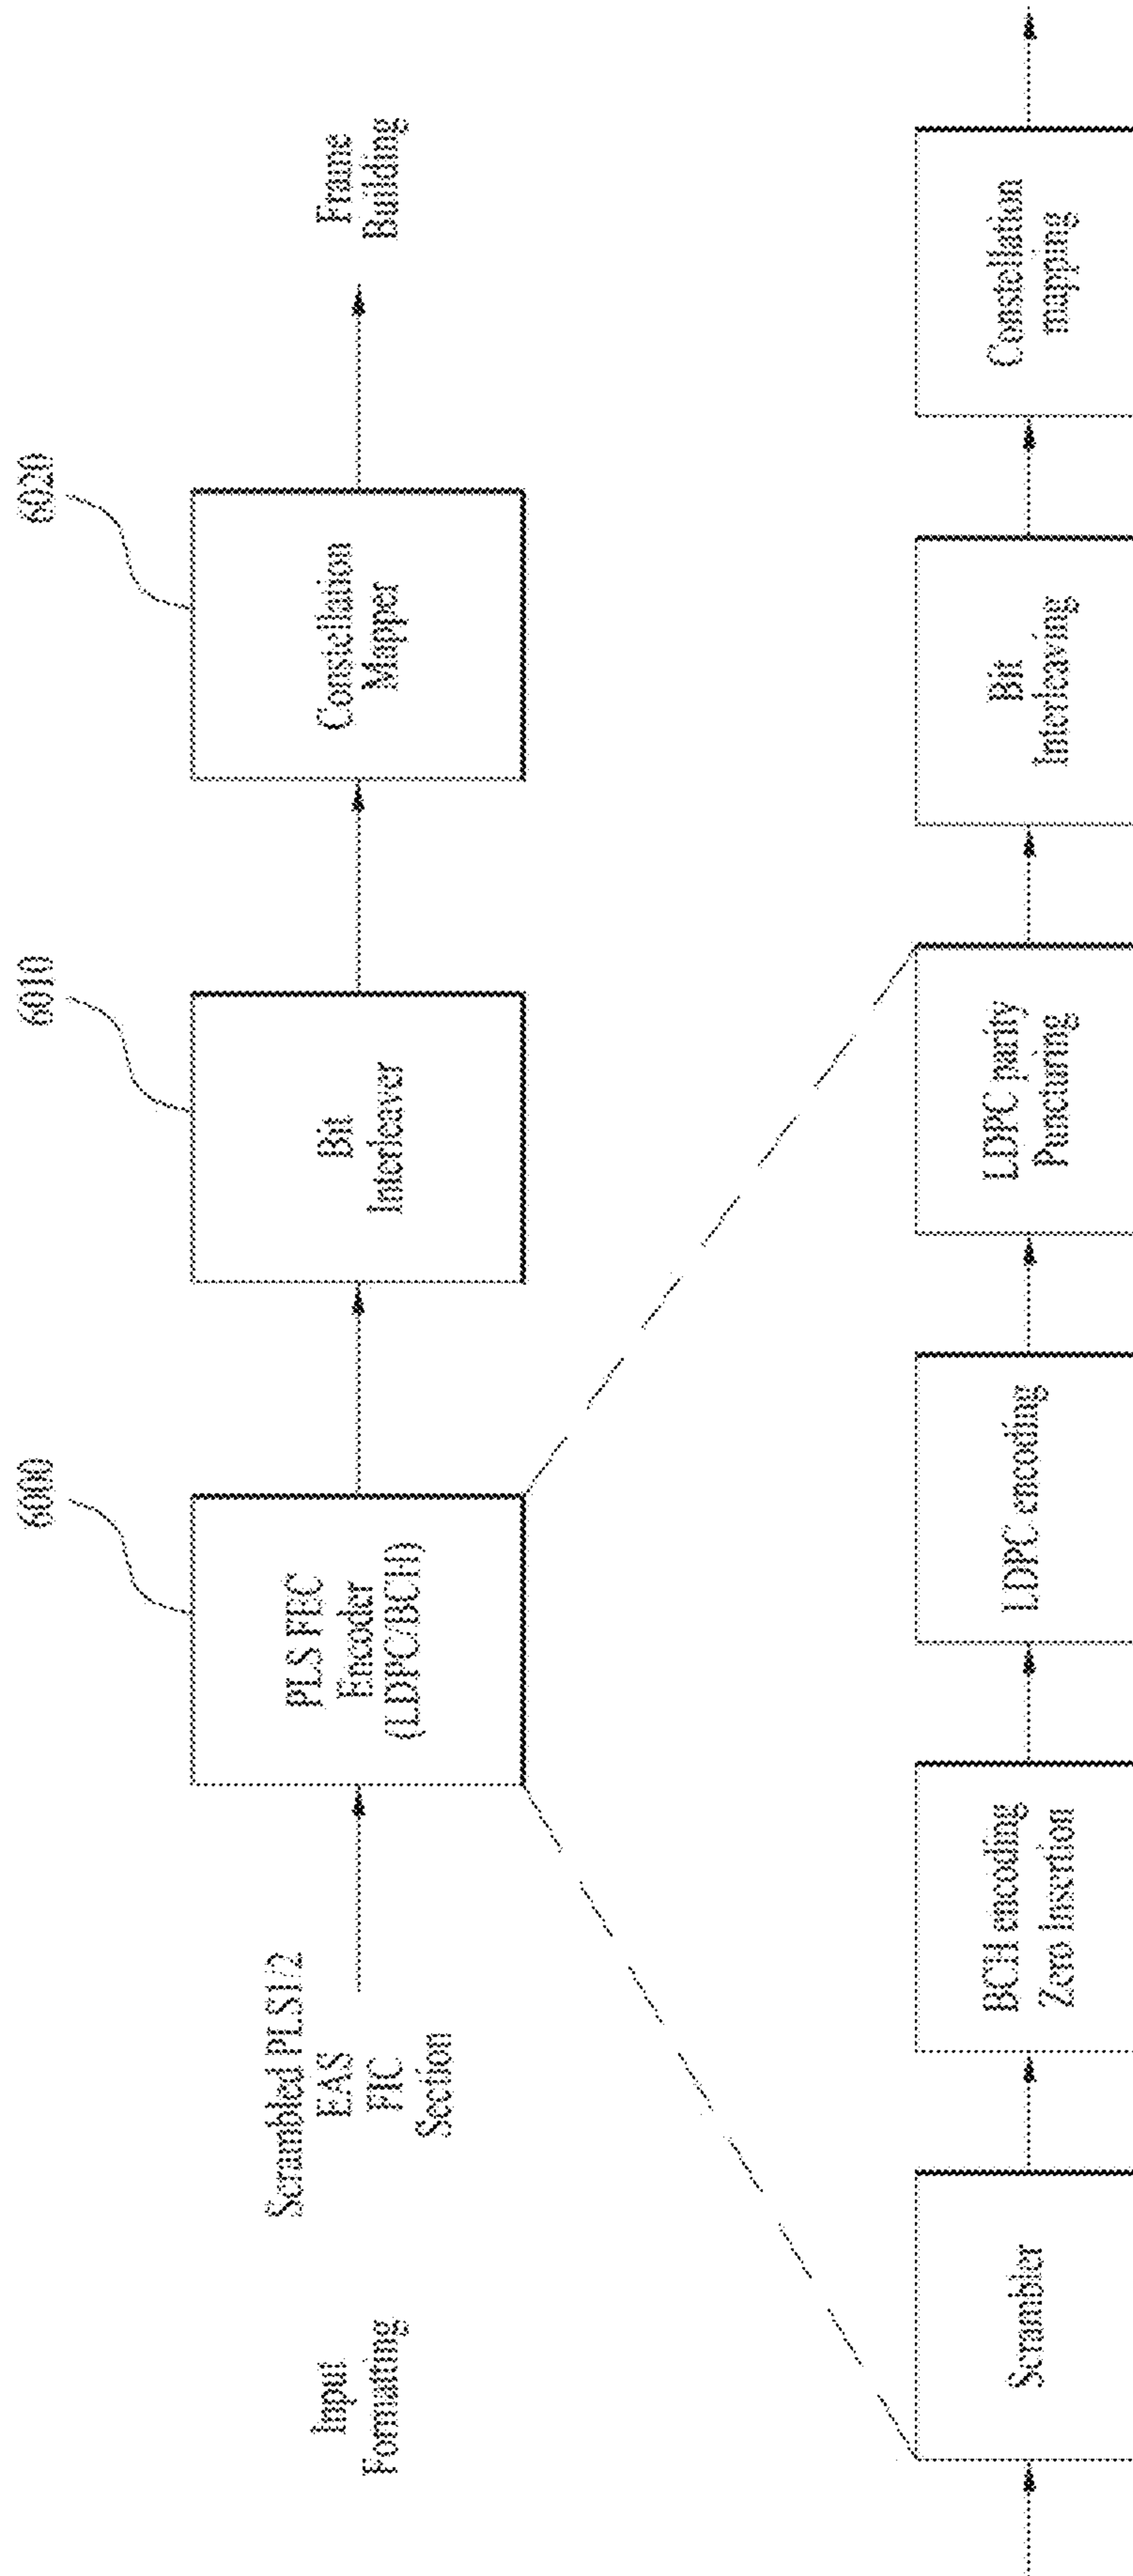 6000
6010
6020
Input
Formatting
Scrambled PLS1/2
EAS
FIC
Section
PLS FEC
Encoder
(LDPC/BCH)
Bit
Interleaver
Constellation
Mapper
Frame
Building
Scrambler
BCH encoding
Zero Insertion
LDPC encoding
LDPC parity
Puncturing
Bit
Interleaving
Constellation
mapping